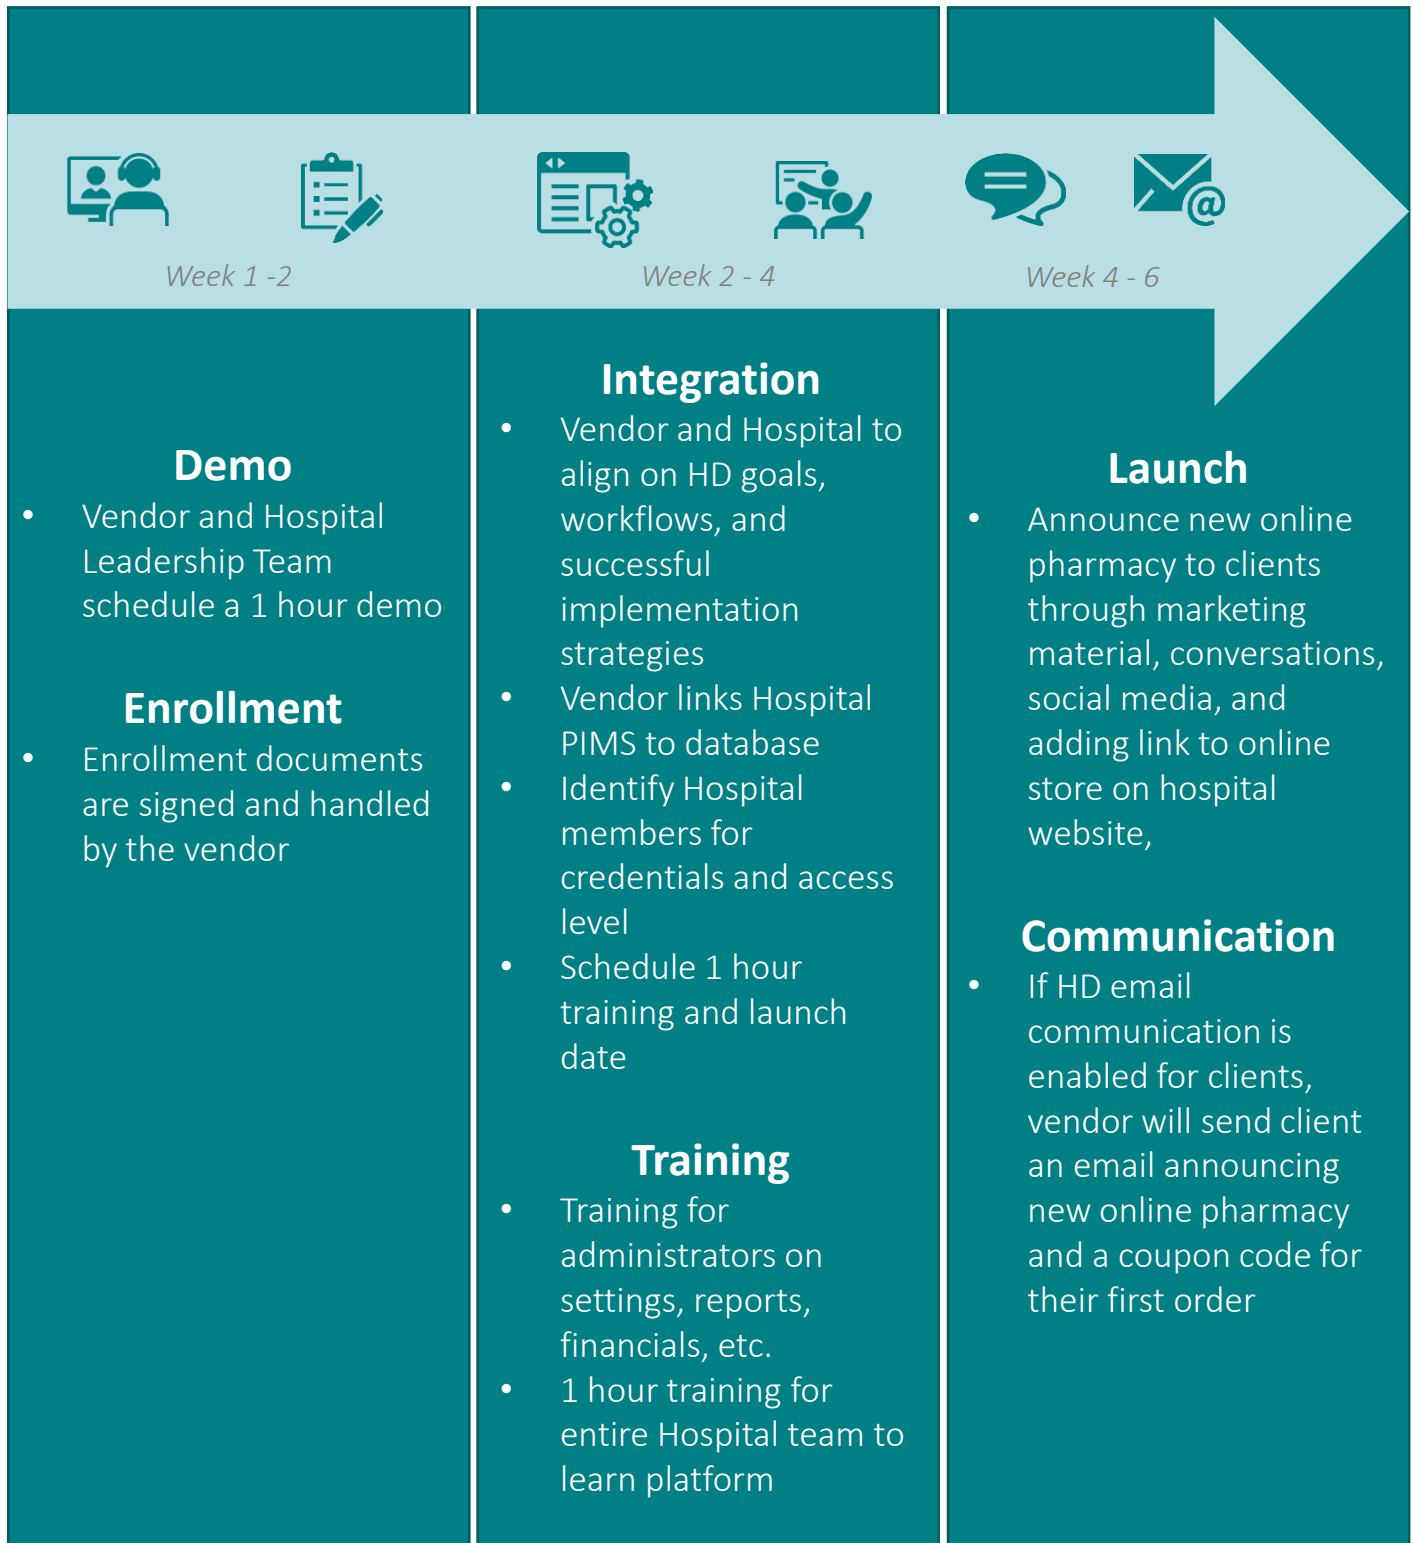 Week 1 -2
Demo
• Vendor and Hospital
Leadership Team
schedule a 1 hour demo
Enrollment
• Enrollment documents
are signed and handled
by the vendor
Week 2 - 4
Integration
• Vendor and Hospital to
align on HD goals,
workflows, and
successful
implementation
strategies
• Vendor links Hospital
PIMS to database
• Identify Hospital
members for
credentials and access
level
• Schedule 1 hour
training and launch
date
Training
• Training for
administrators on
settings, reports,
financials, etc.
• 1 hour training for
entire Hospital team to
learn platform
Week 4 - 6
Launch
• Announce new online
pharmacy to clients
through marketing
material, conversations,
social media, and
adding link to online
store on hospital
website,
Communication
• If HD email
communication is
enabled for clients,
vendor will send client
an email announcing
new online pharmacy
and a coupon code for
their first order